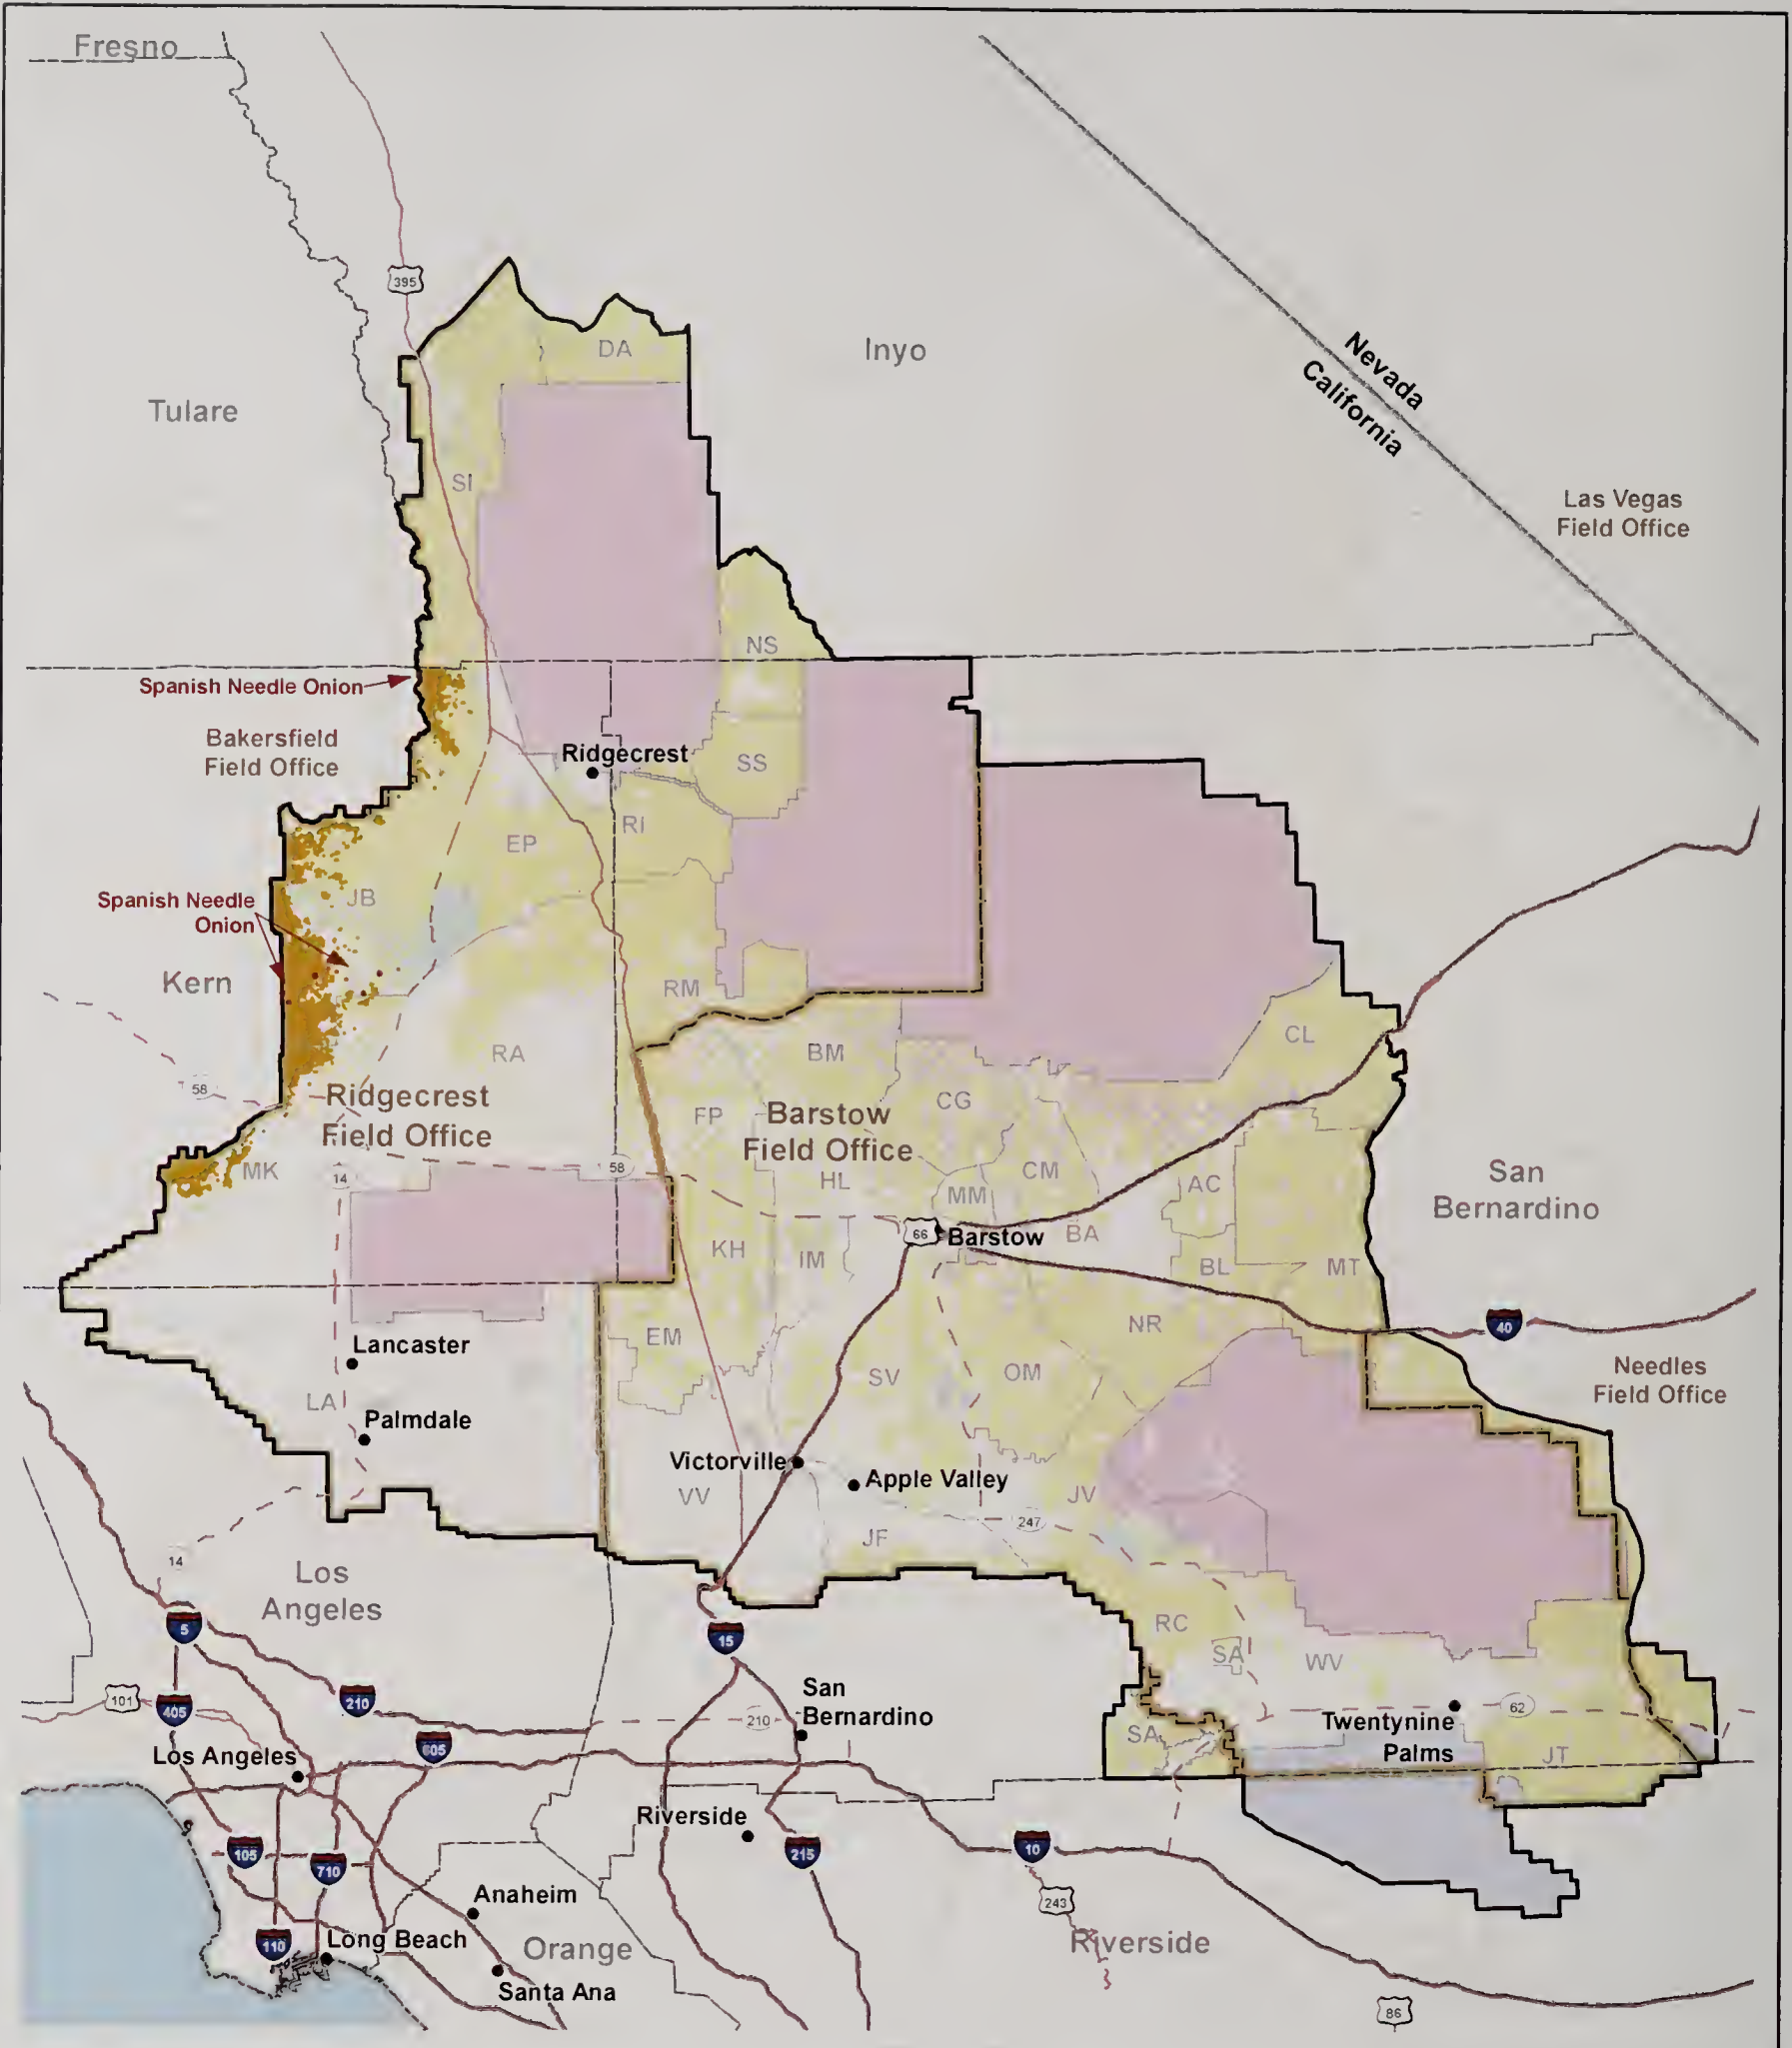 Fresno
395
DA
Inyo
Nevada
California
Tulare
SI
Las Vegas
Field Office
NS
Spanish Needle Onion
Bakersfield
Field Office
Ridgecrest
SS
RI
EP
JB
Spanish Needle
Onion
Kern
RM
CL
RA
BM
58
Ridgecrest
Field Office
FP
Barstow
Field Office
CG
MK
14
58
HL
MM
CM
AC
San
Bernardino
66
Barstow
BA
KH
IM
BL
MT
EM
NR
40
Lancaster
SV
OM
Needles
Field Office
LA
Palmdale
Victorville
Apple Valley
VV
JV
247
JF
14
Los
Angeles
5
15
RC
SA
WV
101
405
210
210
San
Bernardino
62
Twentynine
Palms
SA
JT
605
Los Angeles
Riverside
105
710
215
10
243
Anaheim
110
Long Beach
Orange
Riverside
Santa Ana
86